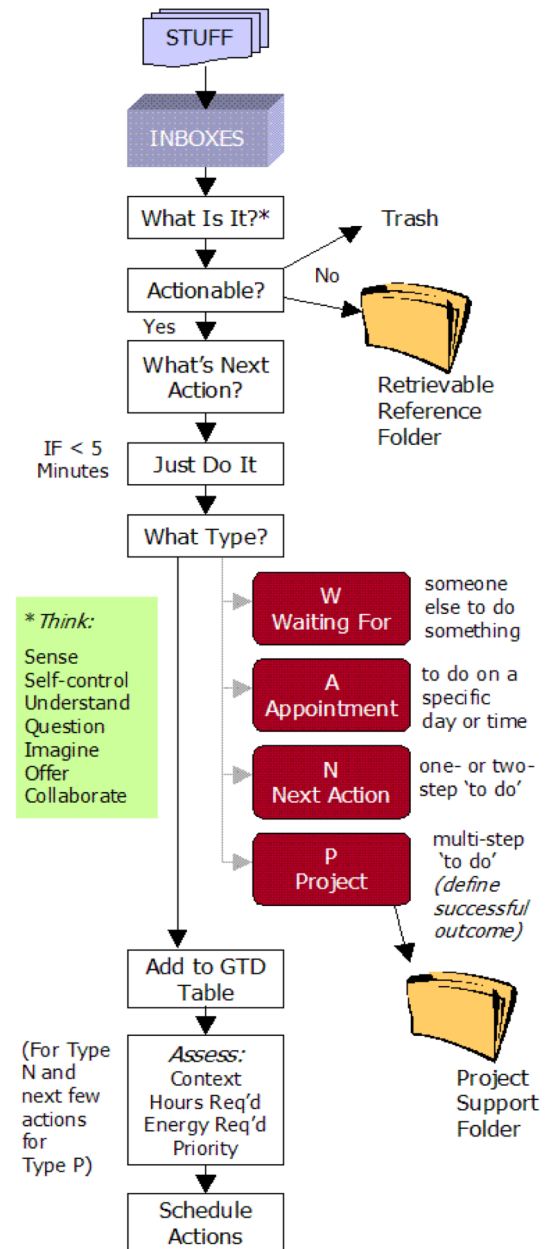 STUFF
INBOXES
What Is It?*
Trash
Actionable?
No
Yes
What's Next
Action?
Retrievable
Reference
Folder
IF < 5
Minutes
Just Do It
What Type?
W
Waiting For
someone
else to do
something
A
Appointment
to do on a
specific
day or time
N
Next Action
one- or two-
step ‘to do’
P
Project
multi-step
‘to do’
(define
successful
outcome)
* Think:
Sense
Self-control
Understand
Question
Imagine
Offer
Collaborate
Add to GTD
Table
(For Type
N and
next few
actions
for
Type P)
Assess:
Context
Hours Req'd
Energy Req'd
Priority
Project
Support
Folder
Schedule
Actions